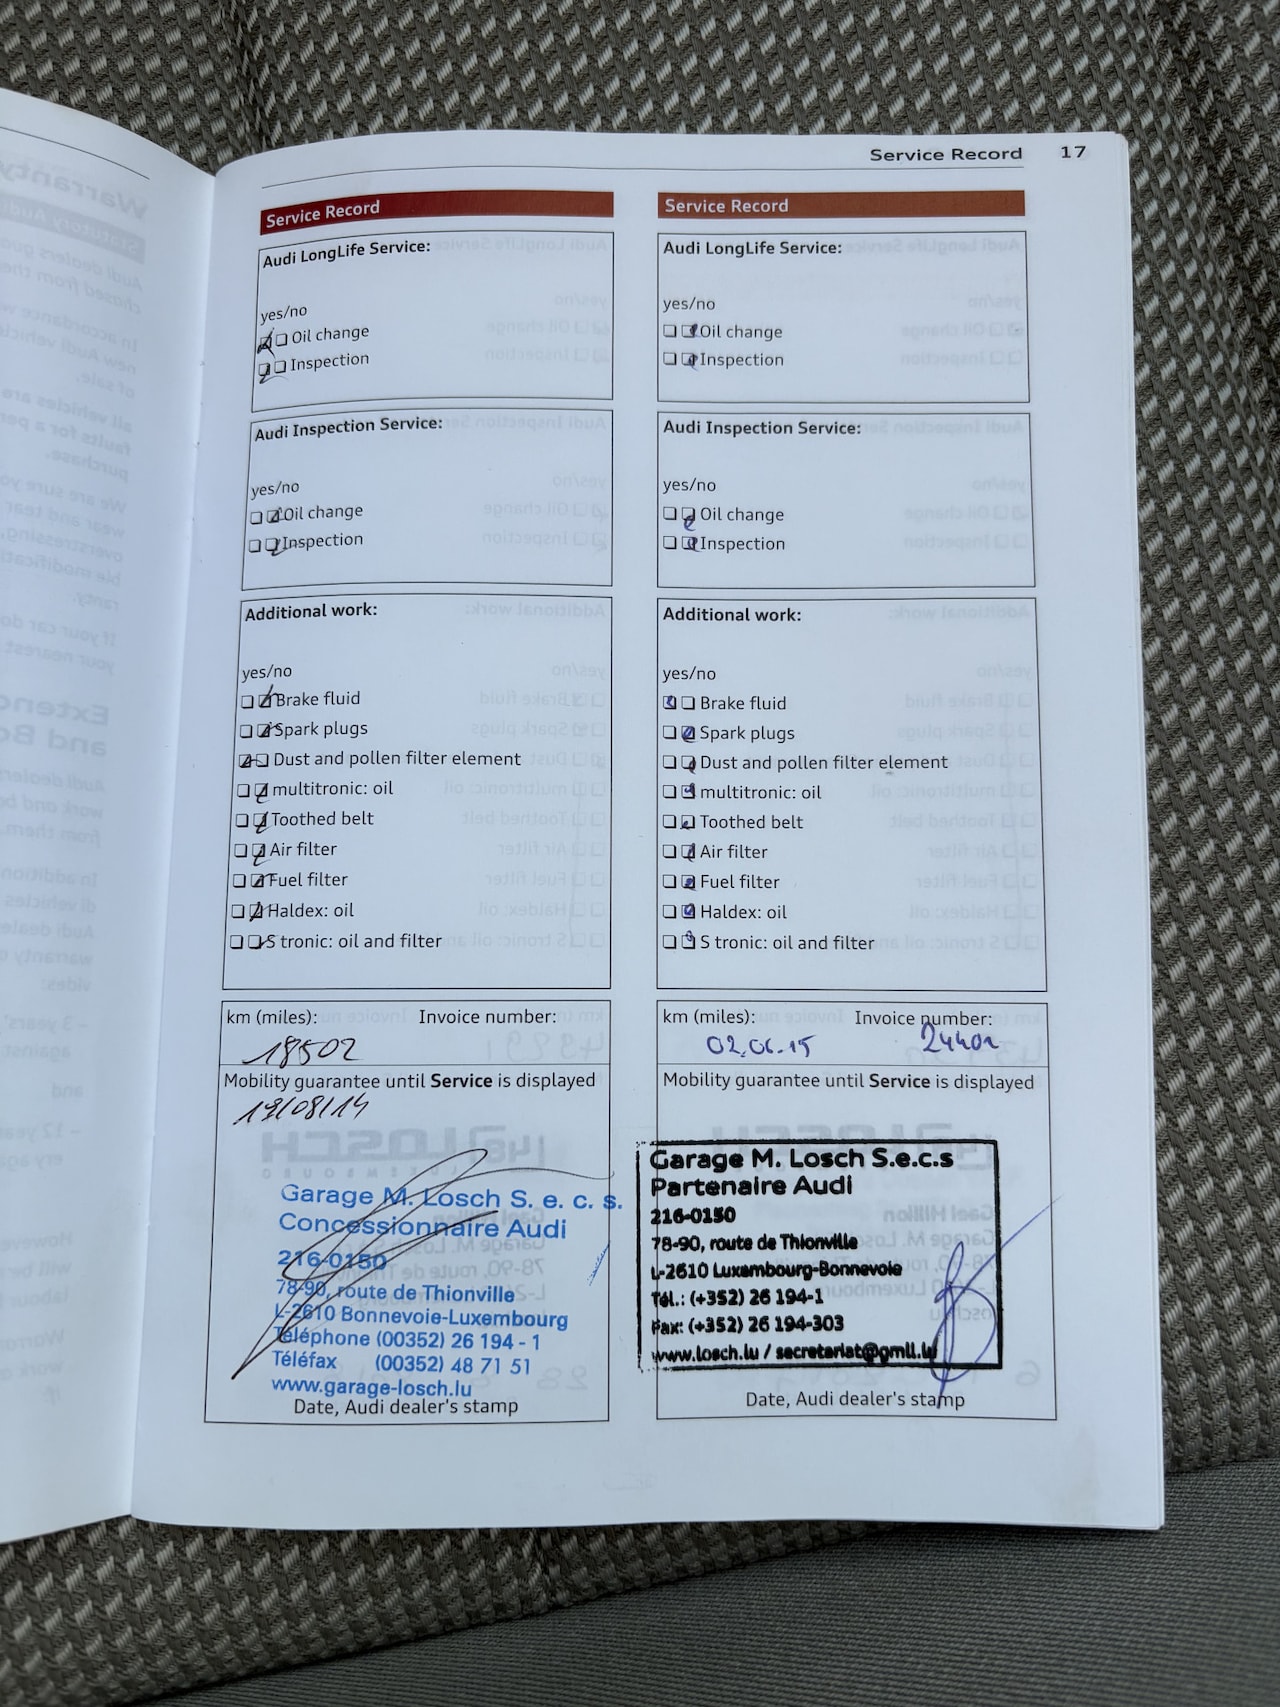 Service Record 17
Service Record
Audi LongLife Service:
yes/no
Oil change
Inspection
Audi Inspection Service:
yes/no
Oil change
Inspection
Additional work:
yes/no
Brake fluid
Spark plugs
Dust and pollen filter element
multitronic: oil
Toothed belt
Air filter
Fuel filter
Haldex: oil
S tronic: oil and filter
km (miles): Invoice number:
18502
Mobility guarantee until Service is displayed
Garage M. Losch S. e. c. s.
Concessionnaire Audi
216-0150
78-90, route de Thionville
L-2610 Bonnevoie-Luxembourg
Téléphone (00352) 26 194 - 1
Téléfax (00352) 48 71 51
www.garage-losch.lu
Date, Audi dealer's stamp
Service Record
Audi LongLife Service:
yes/no
Oil change
Inspection
Audi Inspection Service:
yes/no
Oil change
Inspection
Additional work:
yes/no
Brake fluid
Spark plugs
Dust and pollen filter element
multitronic: oil
Toothed belt
Air filter
Fuel filter
Haldex: oil
S tronic: oil and filter
km (miles): Invoice number:
02.06.15
Mobility guarantee until Service is displayed
Garage M. Losch S.e.c.s
Partenaire Audi
216-0150
78-90, route de Thionville
L-2610 Luxembourg-Bonnevoie
Tél.: (+352) 26 194-1
Fax: (+352) 26 194-303
www.losch.lu / secretariat@gmll.lu
Date, Audi dealer's stamp